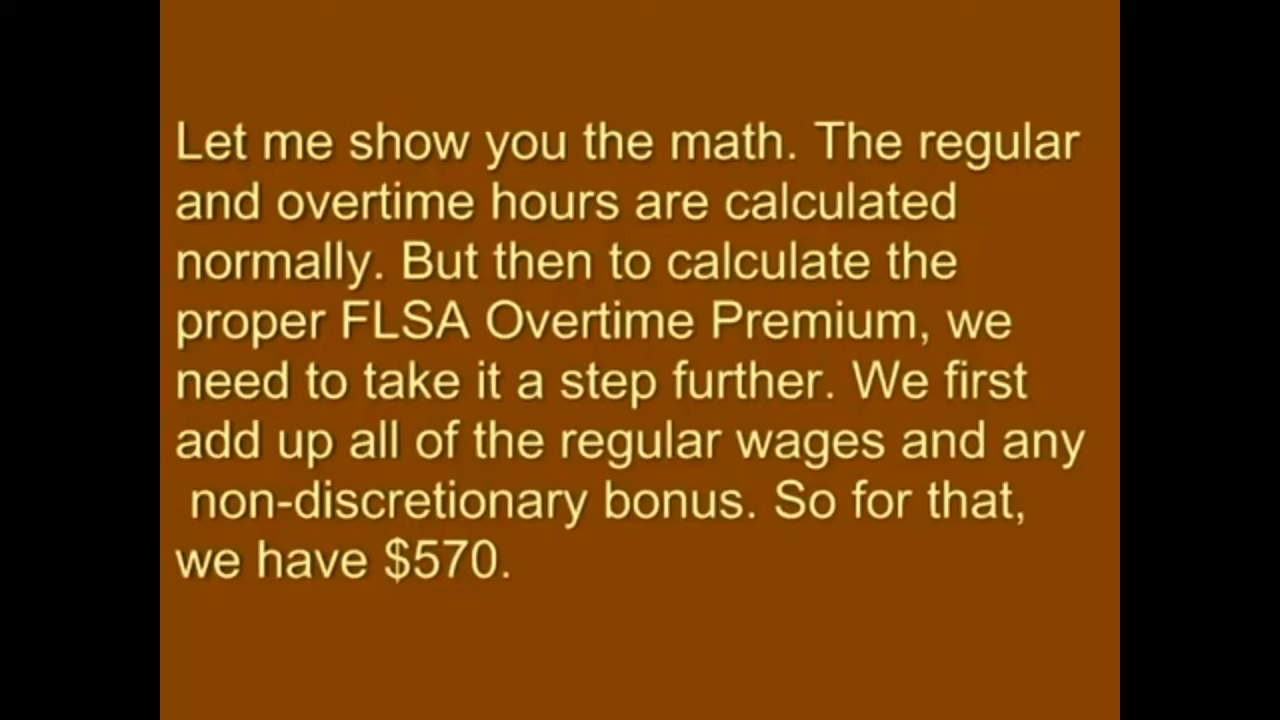 Let me show you the math. The regular
and overtime hours are calculated
normally. But then to calculate the
proper FLSA Overtime Premium, we
need to take it a step further. We first
add up all of the regular wages and any
non-discretionary bonus. So for that,
we have $570.